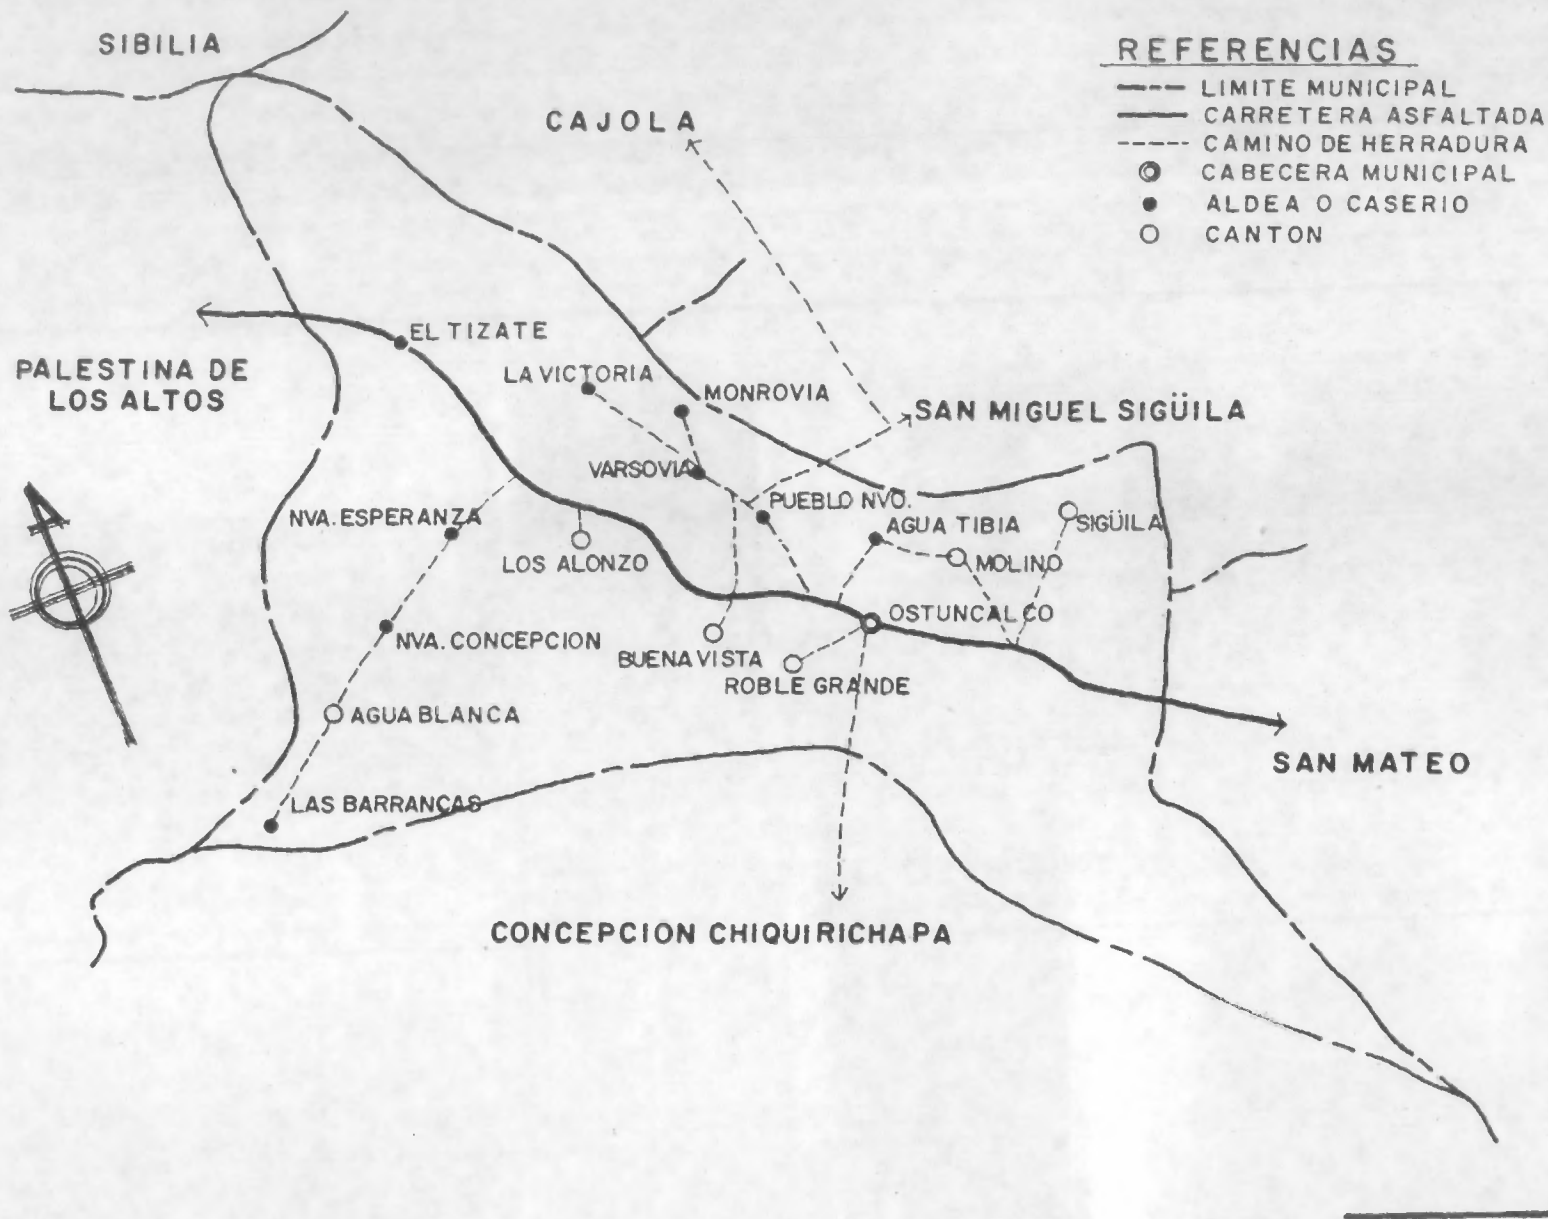 SIBILIA
REFERENCIAS
LIMITE MUNICIPAL
CARRETERA ASFALTADA
CAMINO DE HERRADURA
CABECERA MUNICIPAL
ALDEA O CASERIO
CANTON
CAJOLA
EL TIZATE
PALESTINA DE
LOS ALTOS
LA VICTORIA
MONROVIA
SAN MIGUEL SIGÜILA
VARSOVIA
PUEBLO NVO.
NVA. ESPERANZA
AGUA TIBIA
SIGÜILA
LOS ALONZO
MOLINO
OSTUNCALCO
NVA. CONCEPCION
BUENA VISTA
ROBLE GRANDE
AGUA BLANCA
SAN MATEO
LAS BARRANCAS
CONCEPCION CHIQUIRICHAPA